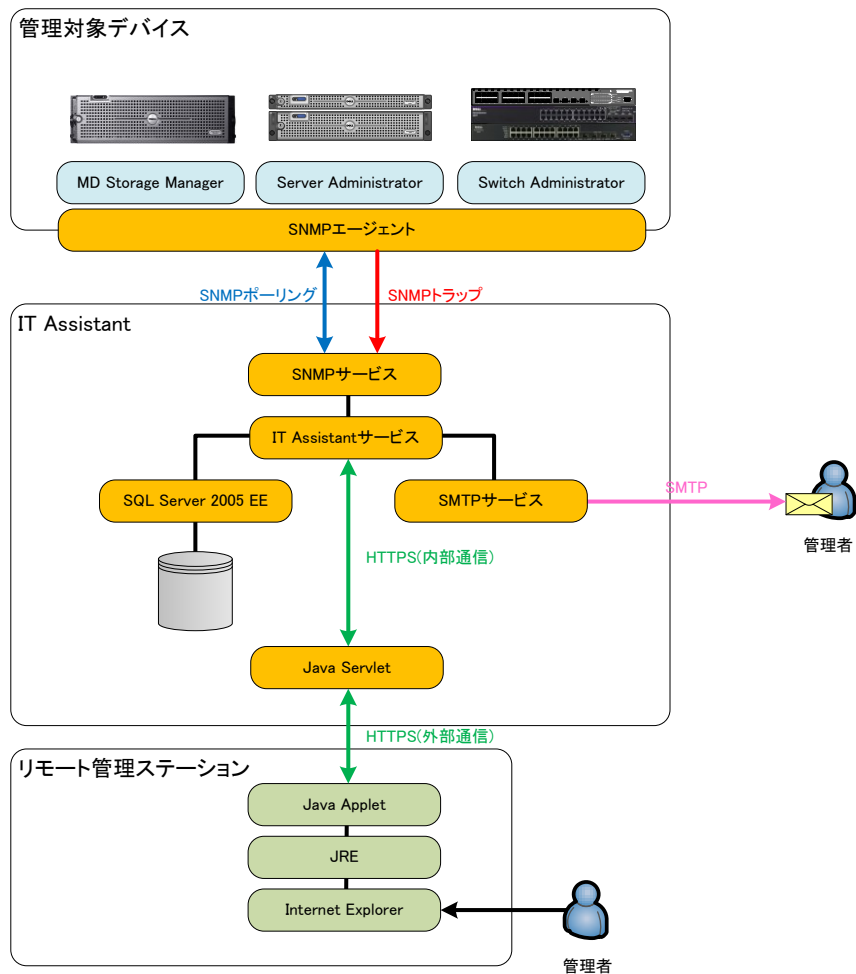 管理対象デバイス
MD Storage Manager
Server Administrator
Switch Administrator
SNMPエージェント
SNMPポーリング
SNMPトラップ
IT Assistant
SNMPサービス
IT Assistantサービス
SQL Server 2005 EE
SMTPサービス
SMTP
管理者
HTTPS(内部通信)
Java Servlet
HTTPS(外部通信)
リモート管理ステーション
Java Applet
JRE
Internet Explorer
管理者